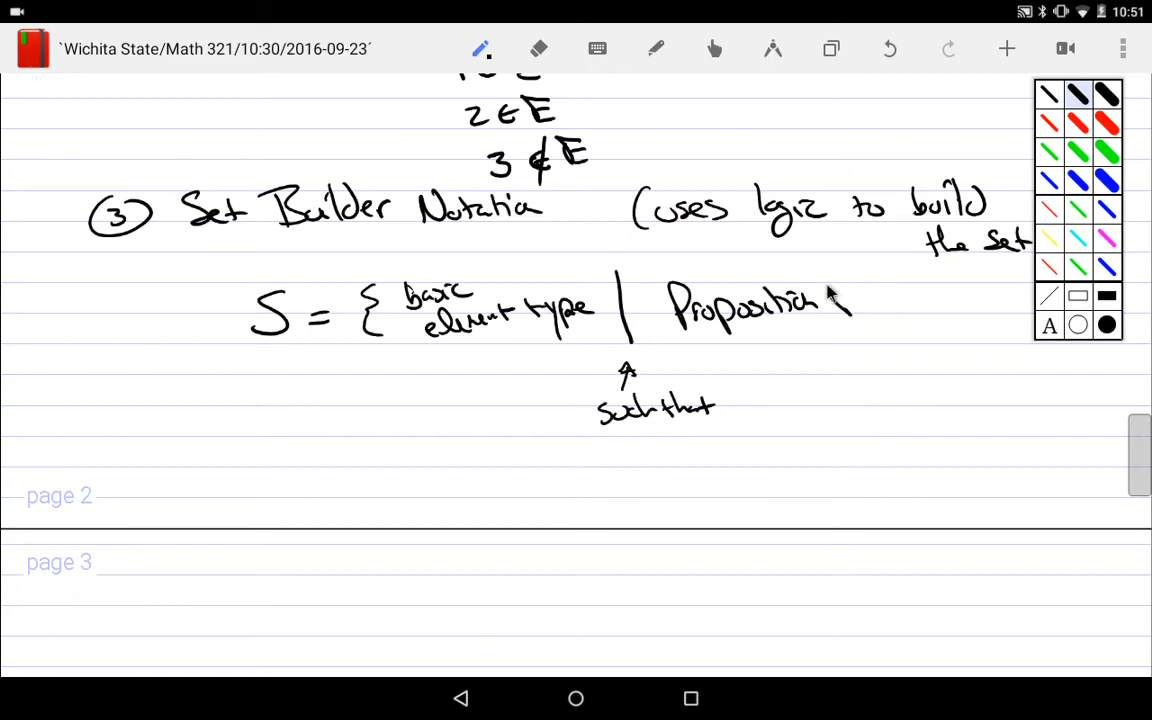 10:51
`Wichita State/Math 321/10:30/2016-09-23´
2 ∈ E
3 ∉ E
③ Set Builder Notation (uses logic to build
the set
S = { basic
element type | Proposition
↑
such that
A
page 2
page 3